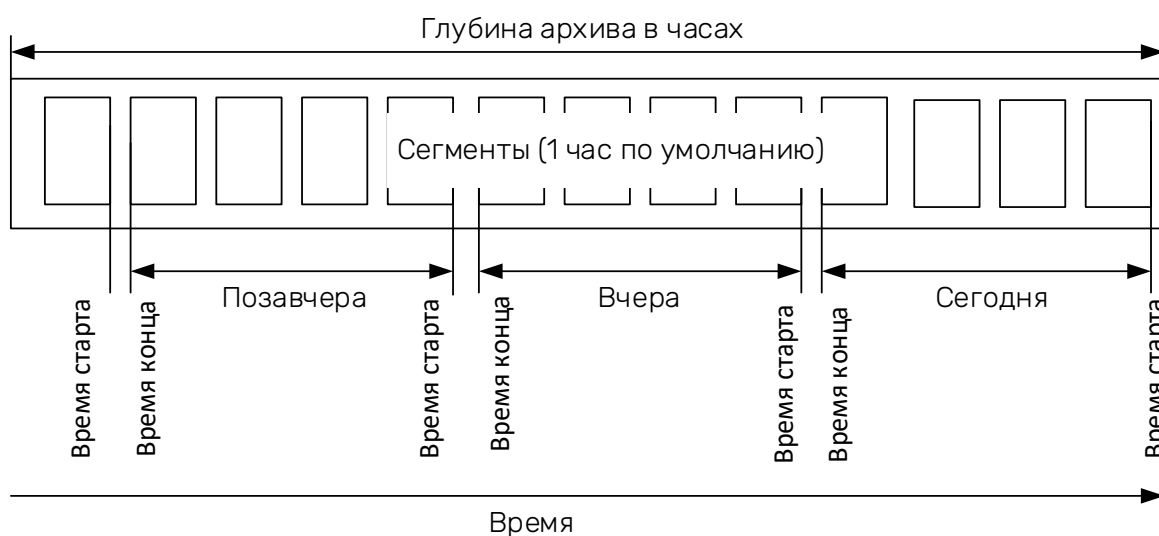 Глубина архива в часах
Сегменты (1 час по умолчанию)
Позавчера
Вчера
Сегодня
Время старта
Время конца
Время старта
Время конца
Время старта
Время конца
Время старта
Время